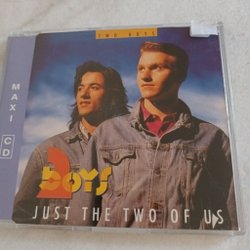 TWO BOYS
MAXI CD
2 BOYS
JUST THE TWO OF US